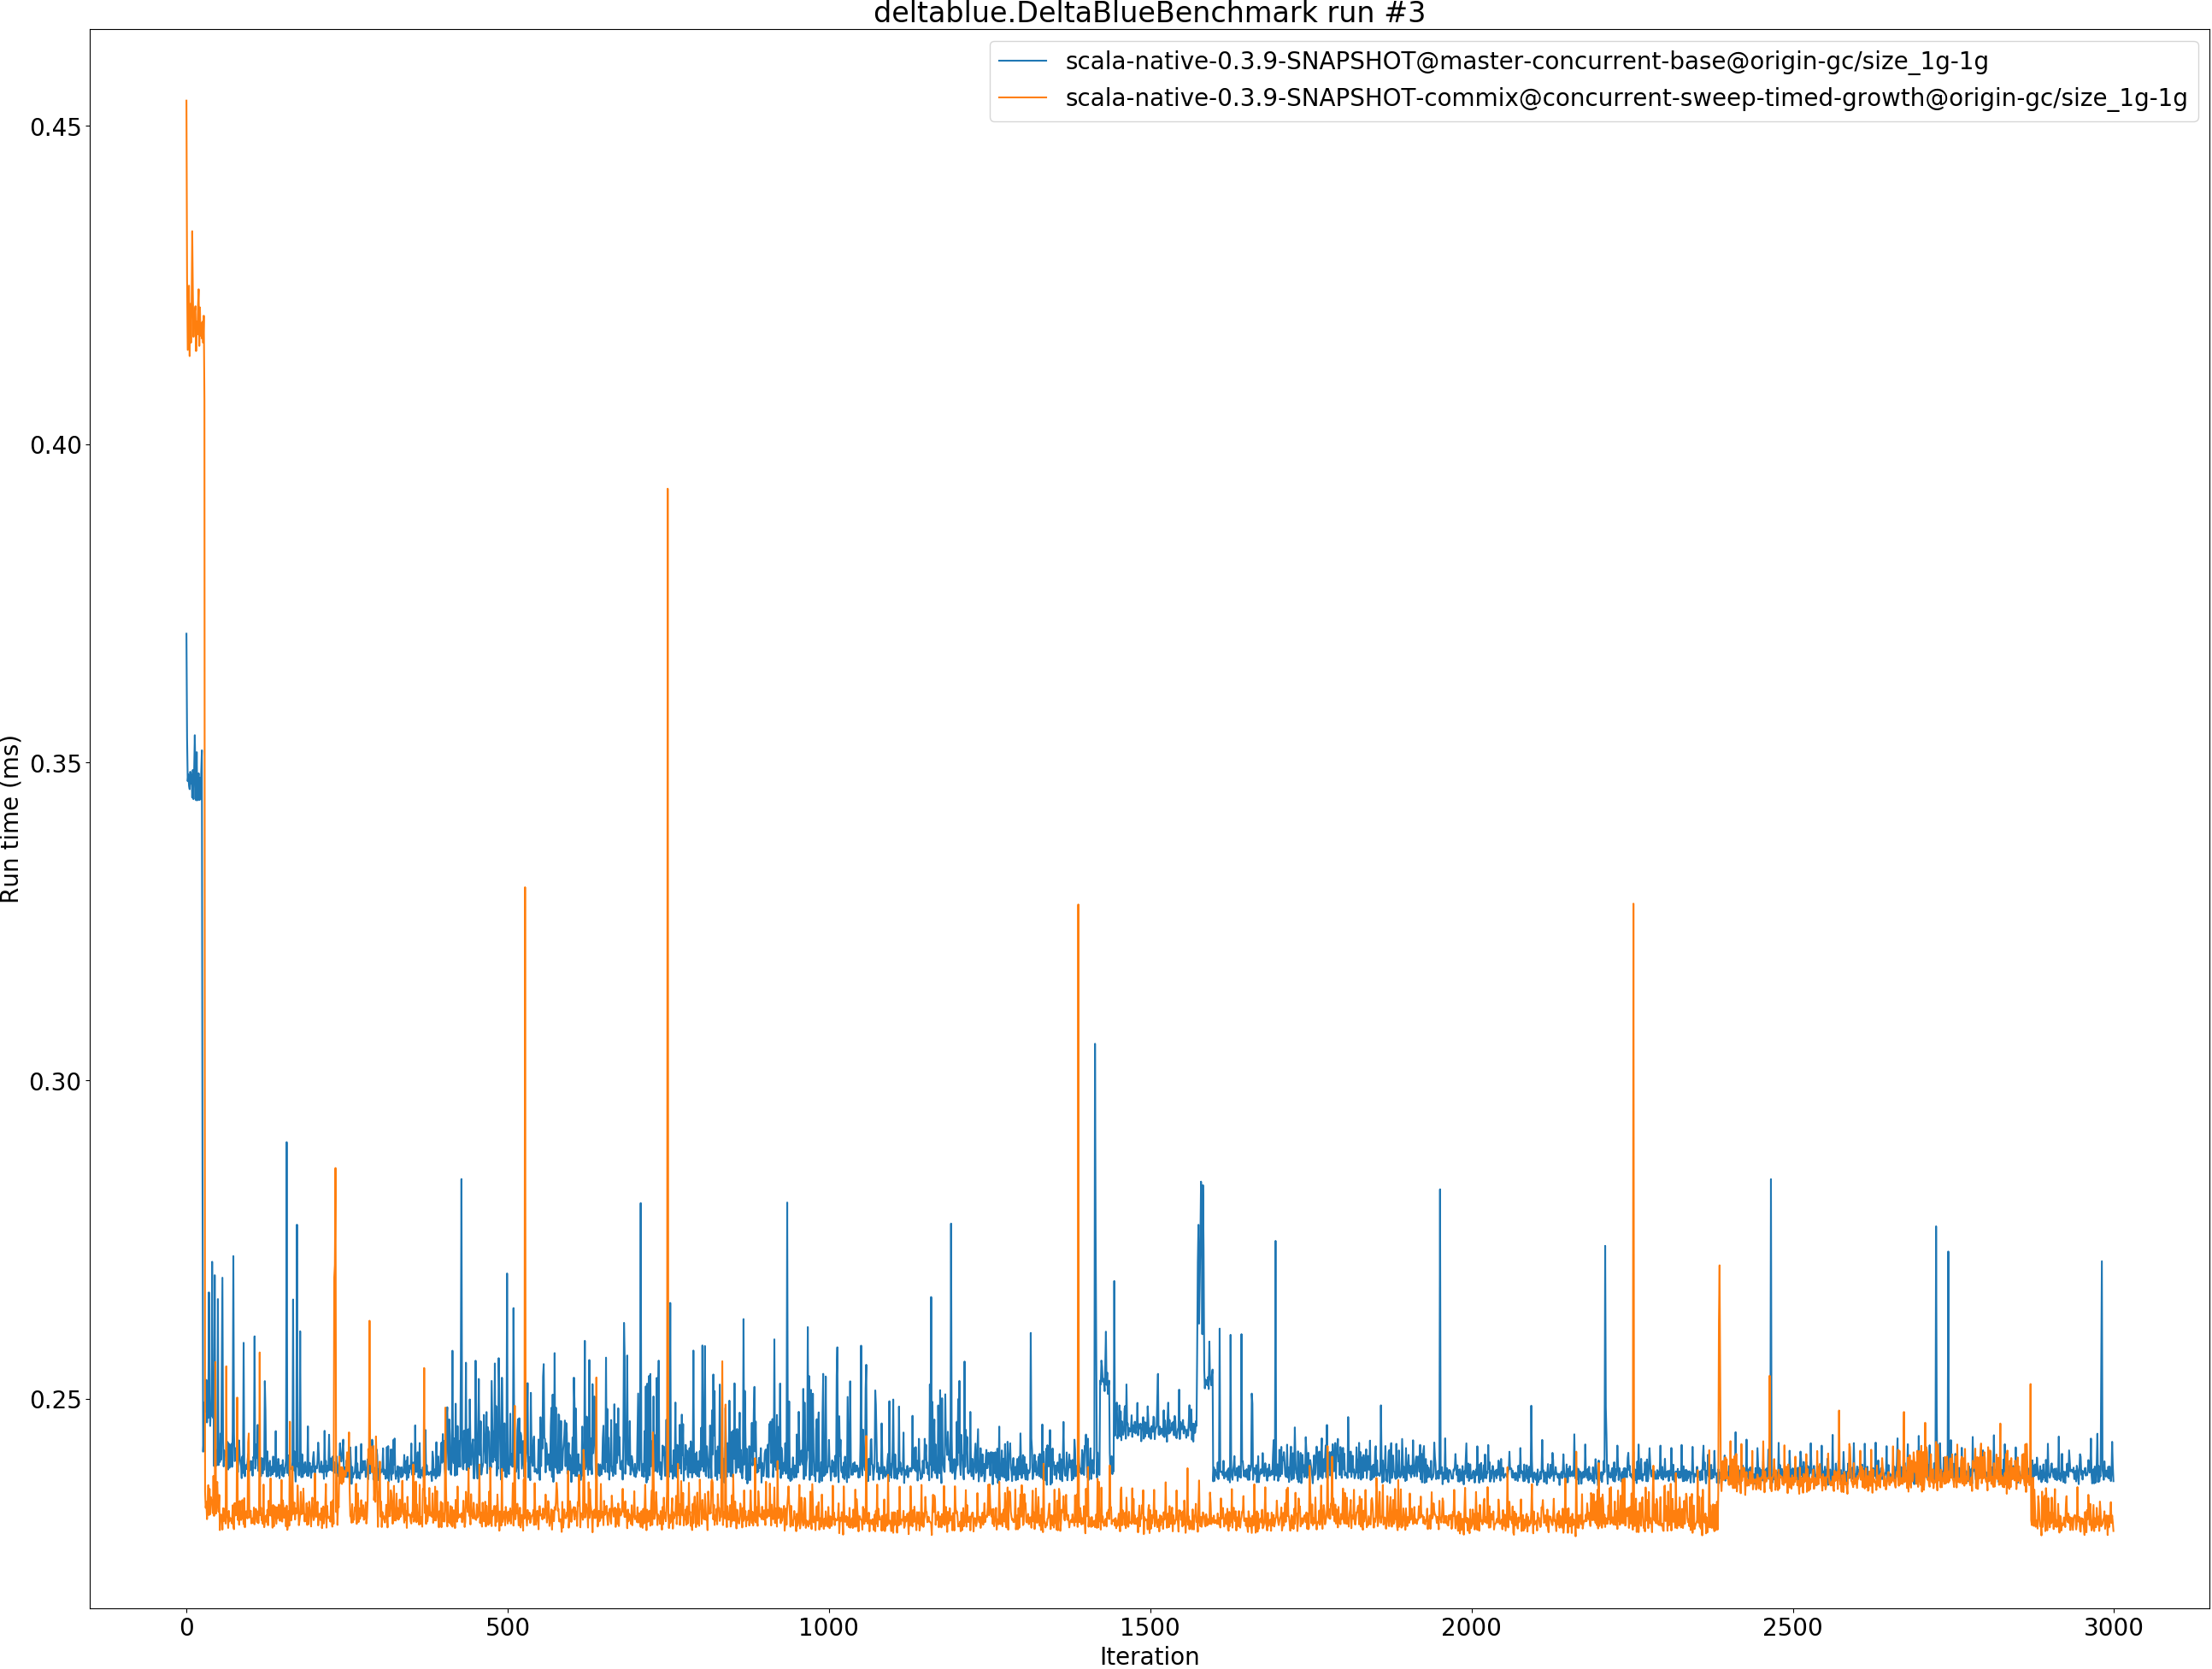 deltablue.DeltaBlueBenchmark run #3
scala-native-0.3.9-SNAPSHOT@master-concurrent-base@origin-gc/size_1g-1g
scala-native-0.3.9-SNAPSHOT-commix@concurrent-sweep-timed-growth@origin-gc/size_1g-1g
Run time (ms)
0.45
0.40
0.35
0.30
0.25
0 500 1000 1500 2000 2500 3000
Iteration